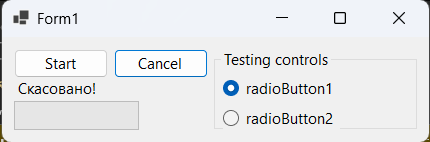 Form1
Start
Cancel
Скасовано!
Testing controls
radioButton1
radioButton2